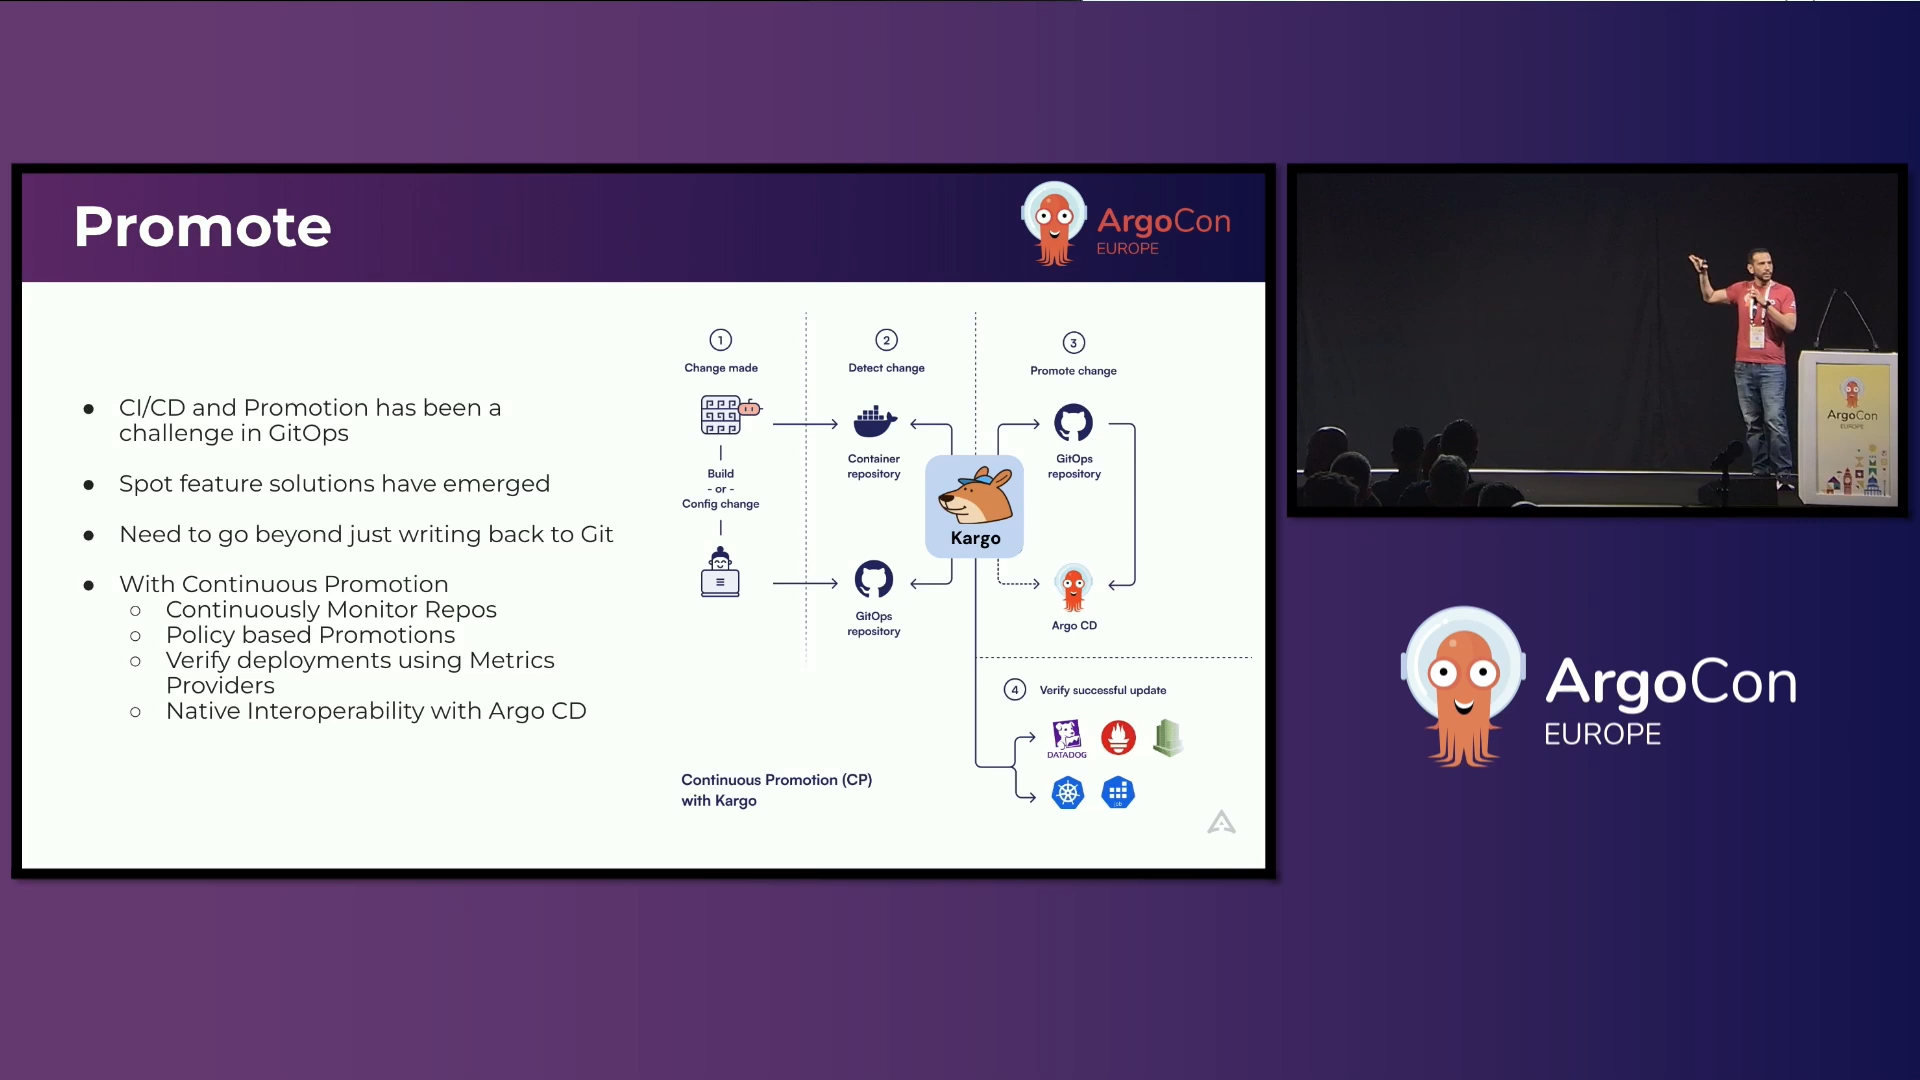 Promote
ArgoCon
EUROPE
● CI/CD and Promotion has been a
challenge in GitOps
● Spot feature solutions have emerged
● Need to go beyond just writing back to Git
● With Continuous Promotion
○ Continuously Monitor Repos
○ Policy based Promotions
○ Verify deployments using Metrics
Providers
○ Native Interoperability with Argo CD
1
Change made
Build
- or -
Config change
2
Detect change
Container
repository
GitOps
repository
Kargo
3
Promote change
GitOps
repository
Argo CD
4 Verify successful update
DATADOG
job
Continuous Promotion (CP)
with Kargo
ArgoCon
EUROPE
ArgoCon
EUROPE